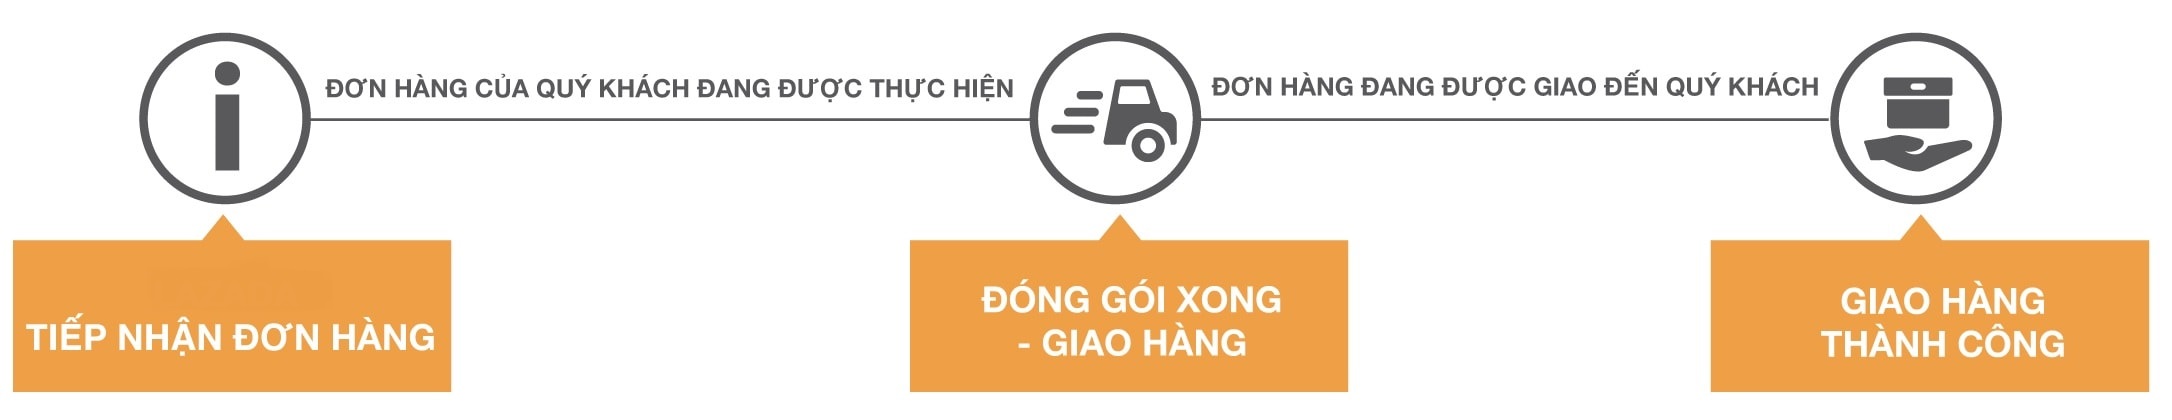 ĐƠN HÀNG CỦA QUÝ KHÁCH ĐANG ĐƯỢC THỰC HIỆN
ĐƠN HÀNG ĐANG ĐƯỢC GIAO ĐẾN QUÝ KHÁCH
TIẾP NHẬN ĐƠN HÀNG
ĐÓNG GÓI XONG
- GIAO HÀNG
GIAO HÀNG
THÀNH CÔNG